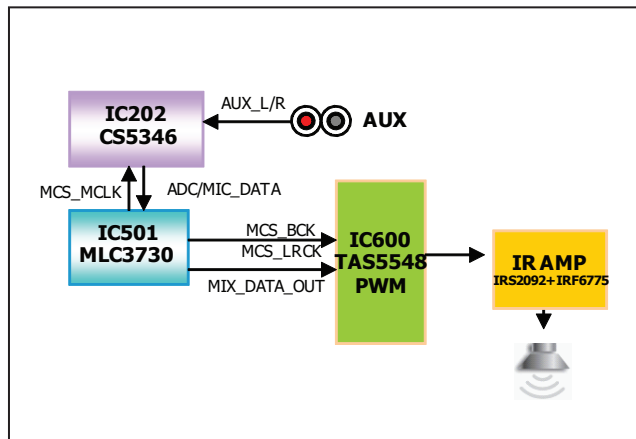 AUX_L/R
AUX
IC202
CS5346
MCS_MCLK
ADC/MIC_DATA
IC501
MLC3730
MCS_BCK
MCS_LRCK
MIX_DATA_OUT
IC600
TAS5548
PWM
IR AMP
IRS2092+IRF6775